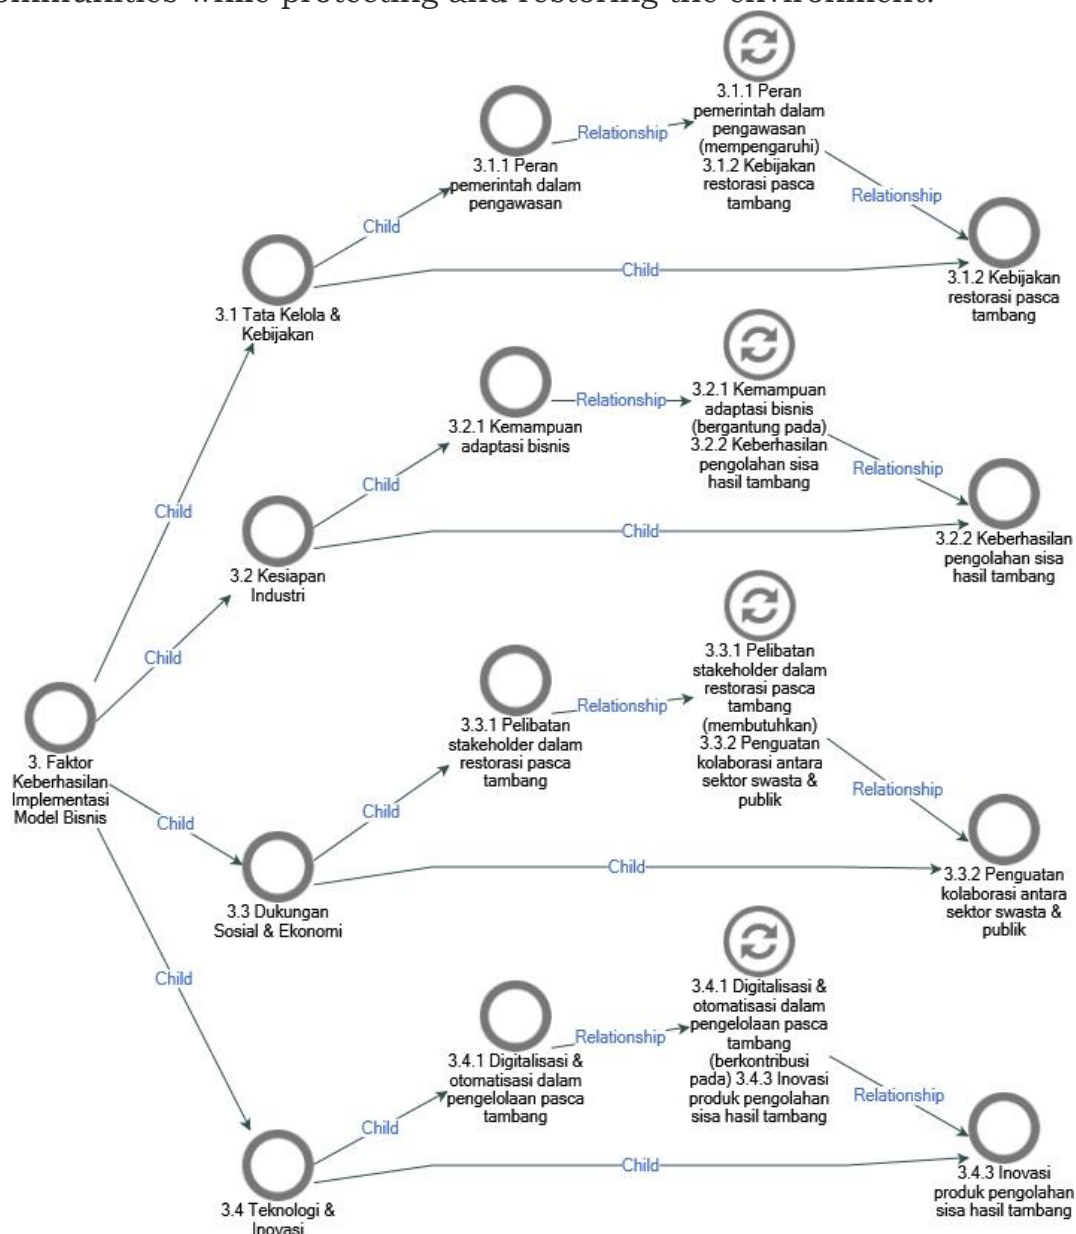 communities while protecting and restoring the environment.
3.1.1 Peran
pemerintah dalam
pengawasan
(mempengaruhi)
3.1.2 Kebijakan
restorasi pasca
tambang
Relationship
3.1.1 Peran
pemerintah dalam
pengawasan
Relationship
Child
3.1.2 Kebijakan
restorasi pasca
tambang
Child
3.1 Tata Kelola &
Kebijakan
3.2.1 Kemampuan
adaptasi bisnis
(bergantung pada)
3.2.2 Keberhasilan
pengolahan sisa
hasil tambang
Relationship
3.2.1 Kemampuan
adaptasi bisnis
Relationship
Child
Child
Child
3.2.2 Keberhasilan
pengolahan sisa
hasil tambang
3.2 Kesiapan
Industri
Child
3.3.1 Pelibatan
stakeholder dalam
restorasi pasca
tambang
(membutuhkan)
3.3.2 Penguatan
kolaborasi antara
sektor swasta &
publik
Relationship
3.3.1 Pelibatan
stakeholder dalam
restorasi pasca
tambang
3. Faktor
Keberhasilan
Implementasi
Model Bisnis
Relationship
Child
Child
Child
3.3.2 Penguatan
kolaborasi antara
sektor swasta &
publik
3.3 Dukungan
Sosial & Ekonomi
Child
3.4.1 Digitalisasi &
otomatisasi dalam
pengelolaan pasca
tambang
(berkontribusi
pada) 3.4.3 Inovasi
produk pengolahan
sisa hasil tambang
Relationship
3.4.1 Digitalisasi &
otomatisasi dalam
pengelolaan pasca
tambang
Relationship
Child
Child
3.4.3 Inovasi
produk pengolahan
sisa hasil tambang
3.4 Teknologi &
Inovasi